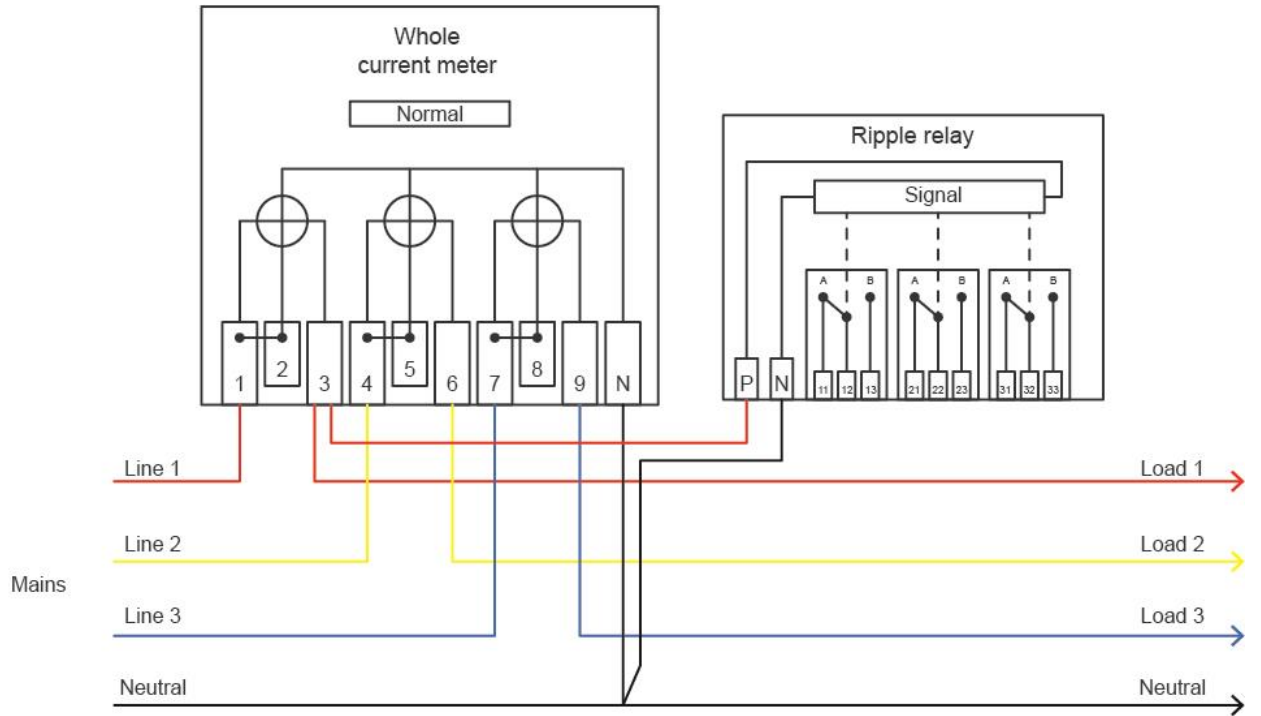 Whole
current meter
Normal
1 2 3 4 5 6 7 8 9 N
Ripple relay
Signal
A B A B A B
P N 11 12 13 21 22 23 31 32 33
Mains
Line 1
Load 1
Line 2
Load 2
Line 3
Load 3
Neutral
Neutral